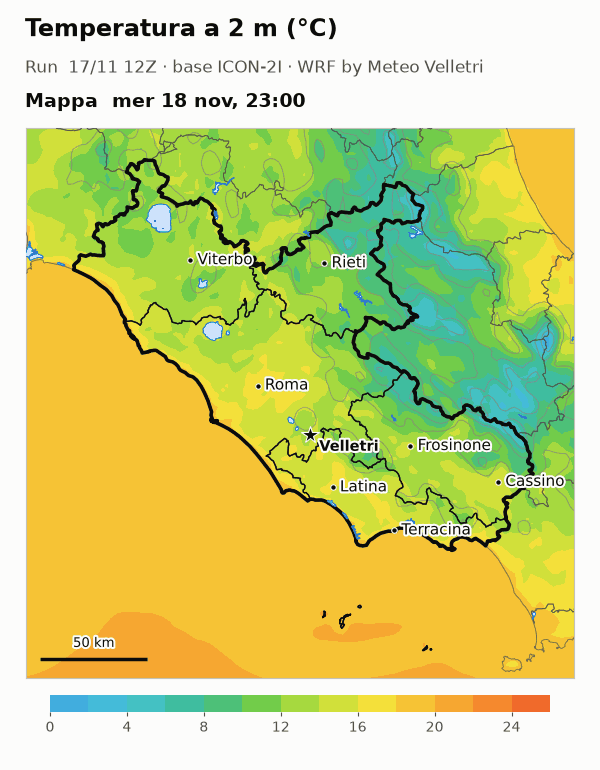 Temperatura a 2 m (°C)
Run  17/11 12Z · base ICON-2I · WRF by Meteo Velletri
Mappa  mer 18 nov, 23:00
Viterbo
Rieti
Roma
Velletri
Frosinone
Latina
Cassino
Terracina
50 km
0 4 8 12 16 20 24